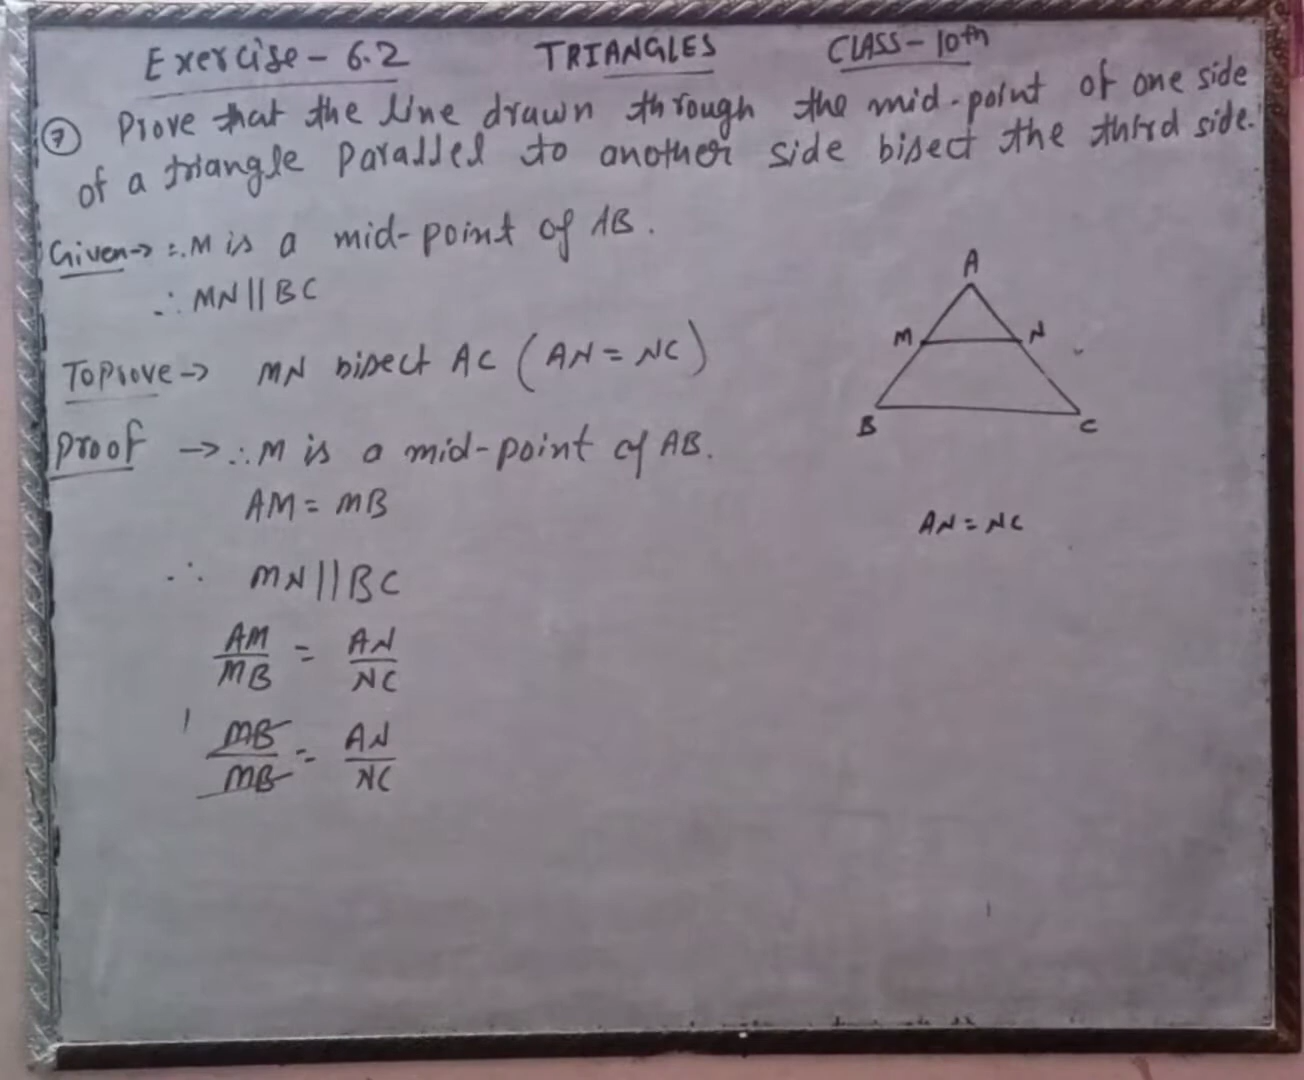 Exercise - 6.2 TRIANGLES CLASS - 10th
7 Prove that the line drawn through the mid-point of one side
of a triangle Parallel to another side bisect the third side.
Given → ∴ M is a mid-point of AB.
∴ MN || BC
To Prove → MN bisect AC (AN = NC)
Proof → ∴ M is a mid-point of AB.
AM = MB
∴ MN || BC
AM/MB = AN/NC
1 MB/MB = AN/NC
A
M N
B C
AN = NC